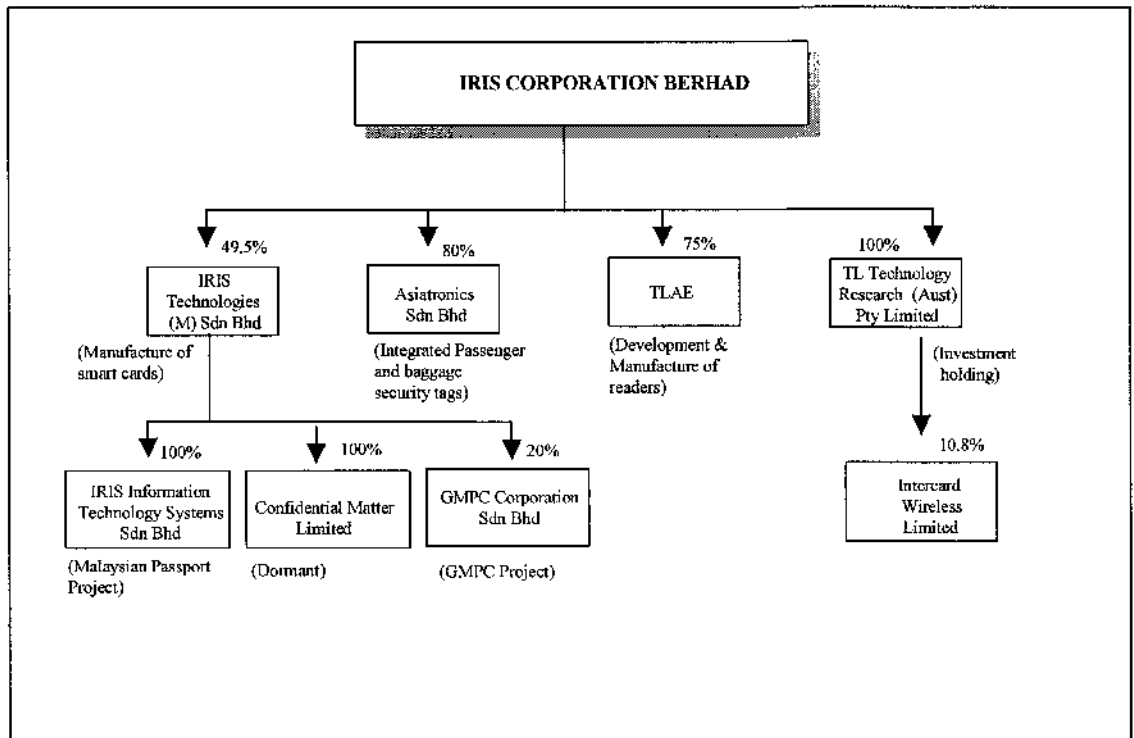 IRIS CORPORATION BERHAD
49.5%
80%
75%
100%
IRIS
Technologies
(M) Sdn Bhd
Asiatronics
Sdn Bhd
TLAE
TL Technology
Research (Aust)
Pty Limited
(Manufacture of
smart cards)
(Integrated Passenger
and baggage
security tags)
(Development &
Manufacture of
readers)
(Investment
holding)
100%
100%
20%
10.8%
IRIS Information
Technology Systems
Sdn Bhd
Confidential Matter
Limited
GMPC Corporation
Sdn Bhd
Intercard
Wireless
Limited
(Malaysian Passport
Project)
(Dormant)
(GMPC Project)